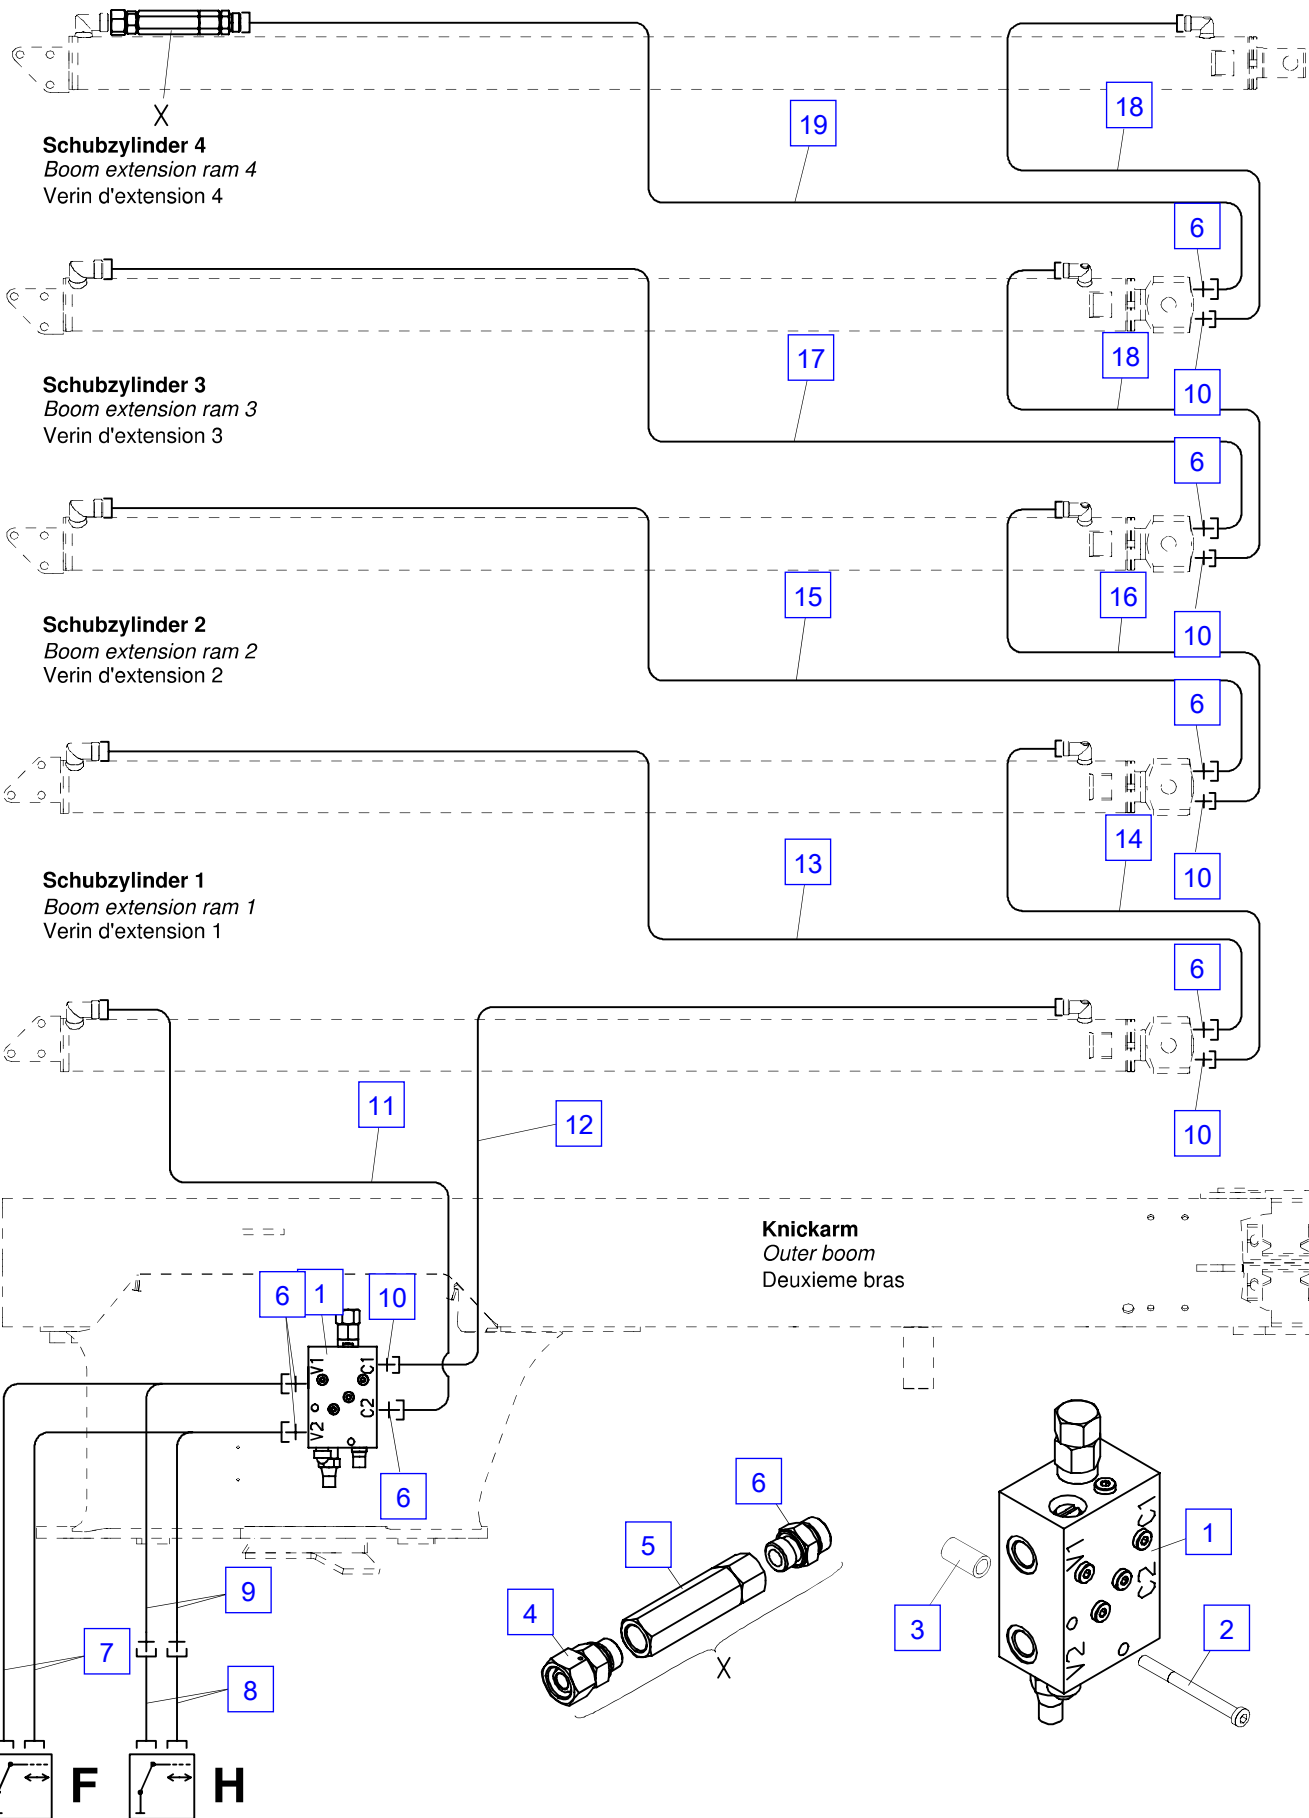 X
19
18
Schubzylinder 4
Boom extension ram 4
Verin d'extension 4
6
17
18
10
Schubzylinder 3
Boom extension ram 3
Verin d'extension 3
6
15
16
10
Schubzylinder 2
Boom extension ram 2
Verin d'extension 2
6
13
14
10
Schubzylinder 1
Boom extension ram 1
Verin d'extension 1
6
11
12
10
Knickarm
Outer boom
Deuxieme bras
6
1
10
V1
C1
V2
C2
6
6
5
4
X
3
1
2
V1
C1
C2
V2
9
7
8
F
H